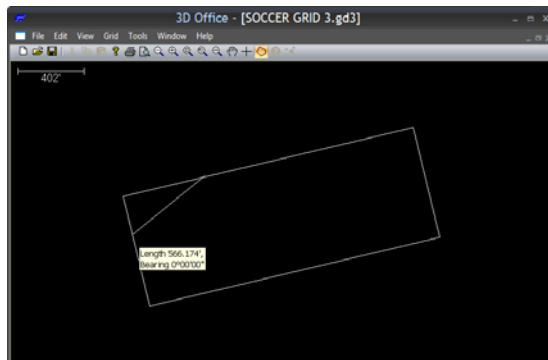 3D Office - [SOCCER GRID 3.gd3]
File Edit View Grid Tools Window Help
402'
Length 566.174',
Bearing 0°00'00"